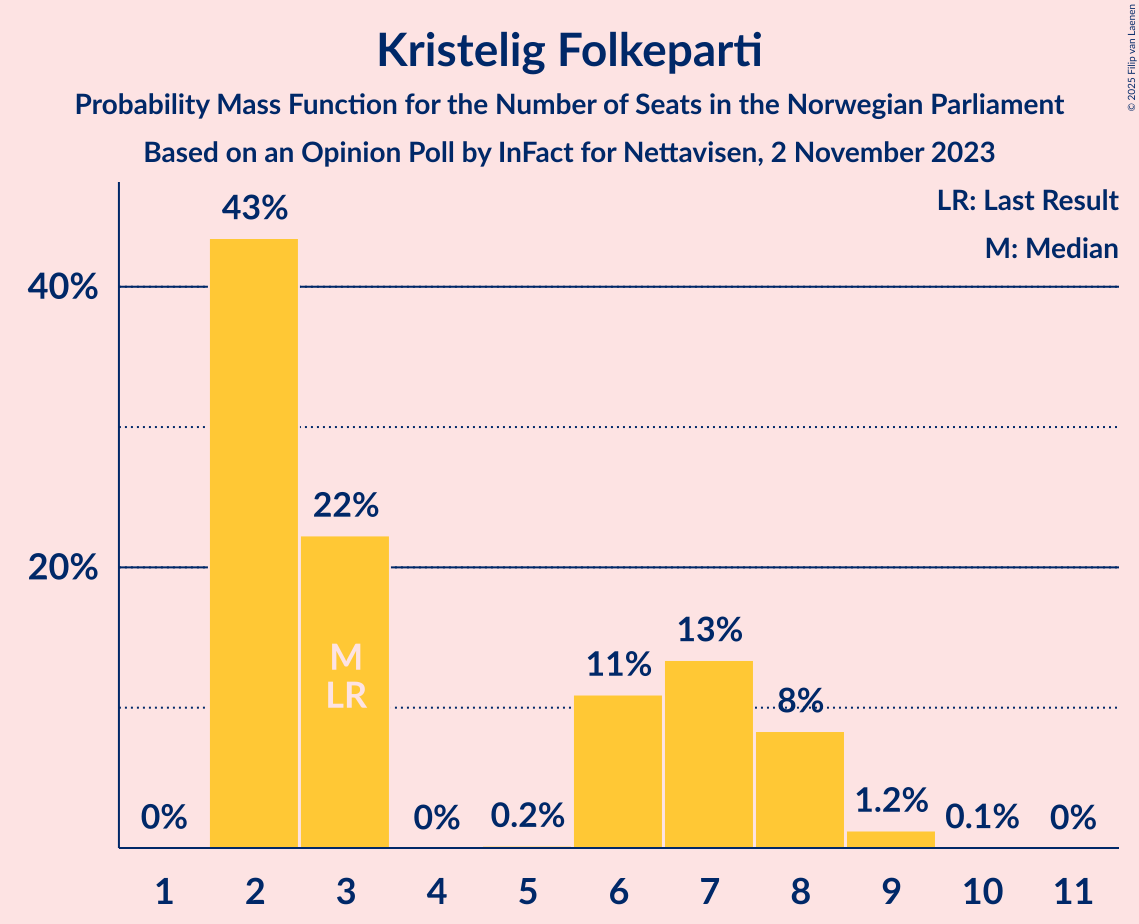 Kristelig Folkeparti
Probability Mass Function for the Number of Seats in the Norwegian Parliament
Based on an Opinion Poll by InFact for Nettavisen, 2 November 2023
© 2025 Filip van Laenen
LR: Last Result
M: Median
43%
40%
22%
20%
M
LR
13%
11%
8%
0%
0%
0.2%
1.2%
0.1%
0%
1 2 3 4 5 6 7 8 9 10 11